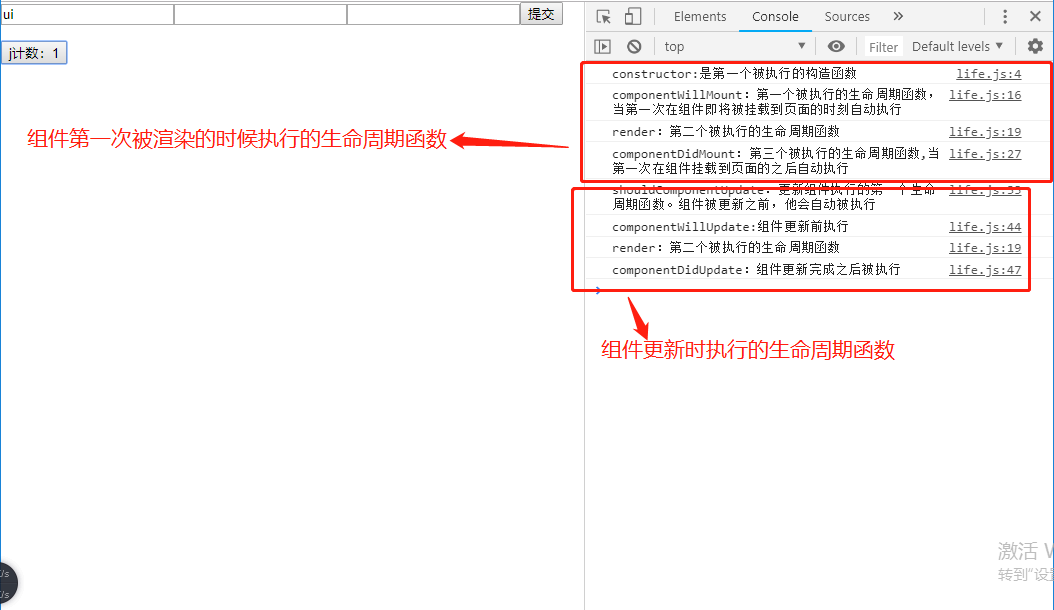 ui
提交
j计数：1
组件第一次被渲染的时候执行的生命周期函数
Elements Console Sources »
top Filter Default levels
constructor:是第一个被执行的构造函数 life.js:4
componentWillMount: 第一个被执行的生命周期函数， life.js:16
当第一次在组件即将被挂载到页面的时刻自动执行
render: 第二个被执行的生命周期函数 life.js:19
componentDidMount: 第三个被执行的生命周期函数,当 life.js:27
第一次在组件挂载到页面的之后自动执行
shouldComponentUpdate: 更新组件执行的第一个生命
周期函数。组件被更新之前，他会自动被执行
componentWillUpdate:组件更新前执行 life.js:44
render: 第二个被执行的生命周期函数 life.js:19
componentDidUpdate: 组件更新完成之后被执行 life.js:47
组件更新时执行的生命周期函数
激活
转到"设